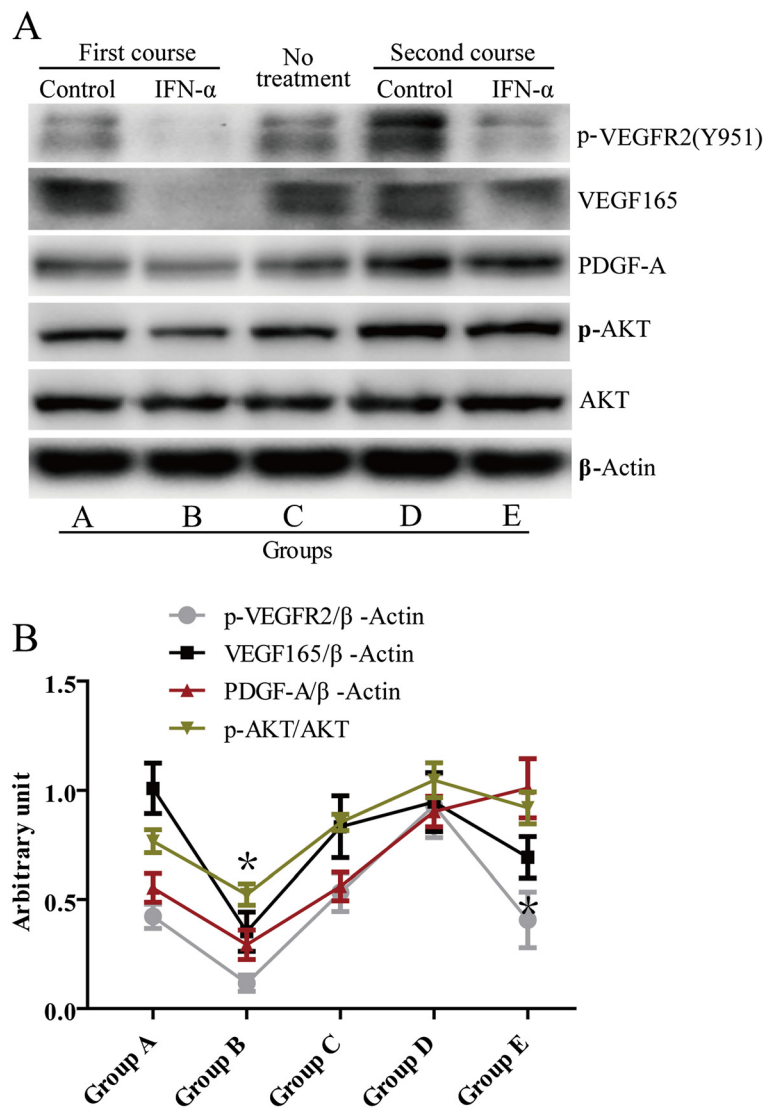 A
First course
No
treatment
Second course
Control
IFN-α
Control
IFN-α
p-VEGFR2(Y951)
VEGF165
PDGF-A
p-AKT
AKT
β-Actin
A B C D E
Groups
B
p-VEGFR2/β -Actin
VEGF165/β -Actin
PDGF-A/β -Actin
p-AKT/AKT
1.5
1.0
0.5
0.0
Arbitrary unit
*
*
Group A
Group B
Group C
Group D
Group E